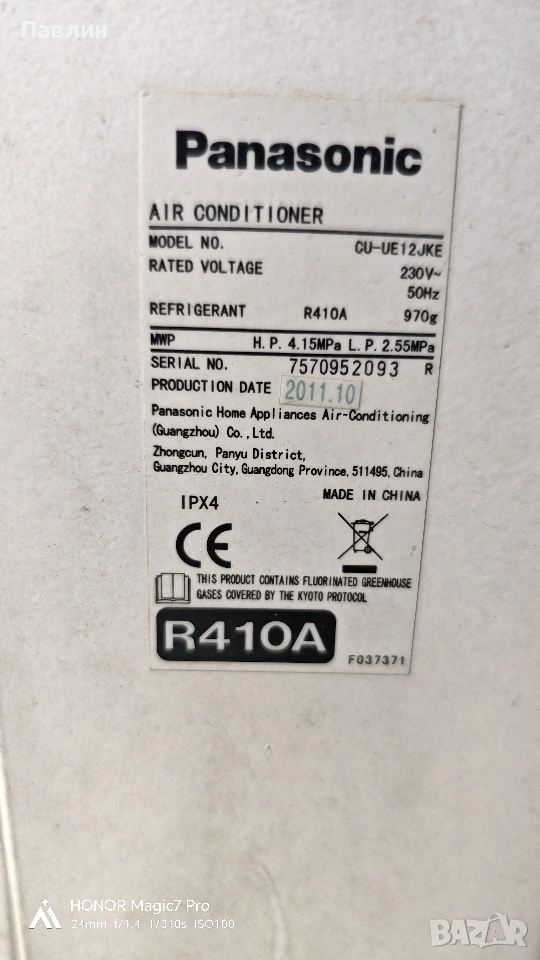 Павлин
Panasonic
AIR CONDITIONER
MODEL NO. CU-UE12JKE
RATED VOLTAGE 230V~
50Hz
REFRIGERANT R410A 970g
MWP H.P. 4.15MPa L.P. 2.55MPa
SERIAL NO. 7570952093 R
PRODUCTION DATE 2011.10
Panasonic Home Appliances Air-Conditioning
(Guangzhou) Co.,Ltd.
Zhongcun, Panyu District,
Guangzhou City, Guangdong Province, 511495, China
IPX4 MADE IN CHINA
CE
THIS PRODUCT CONTAINS FLUORINATED GREENHOUSE
GASES COVERED BY THE KYOTO PROTOCOL
R410A
F037371
HONOR Magic7 Pro
24mm f/1.4 1/310s ISO100
BAZAR